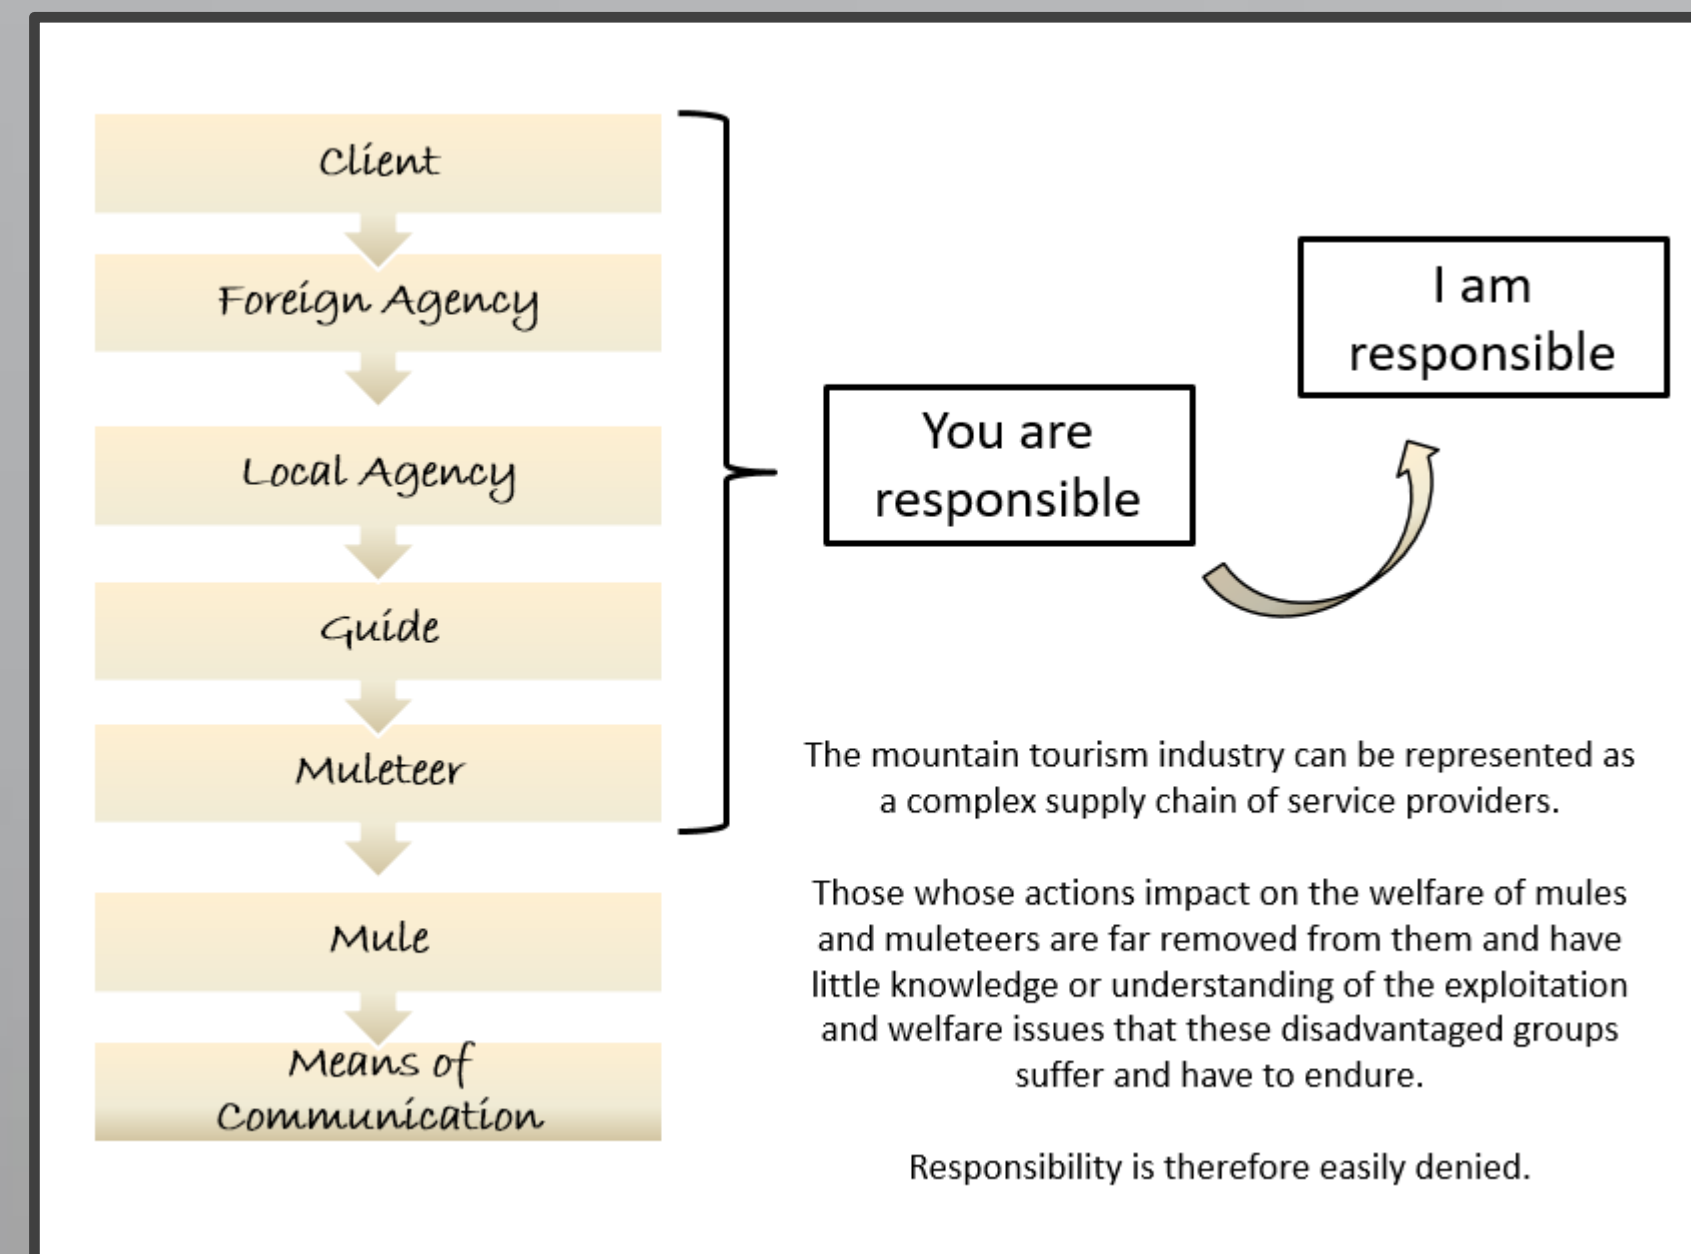 Client
Foreign Agency
Local Agency
Guide
Muleteer
Mule
Means of
Communication
You are
responsible
I am
responsible
The mountain tourism industry can be represented as
a complex supply chain of service providers.
Those whose actions impact on the welfare of mules
and muleteers are far removed from them and have
little knowledge or understanding of the exploitation
and welfare issues that these disadvantaged groups
suffer and have to endure.
Responsibility is therefore easily denied.